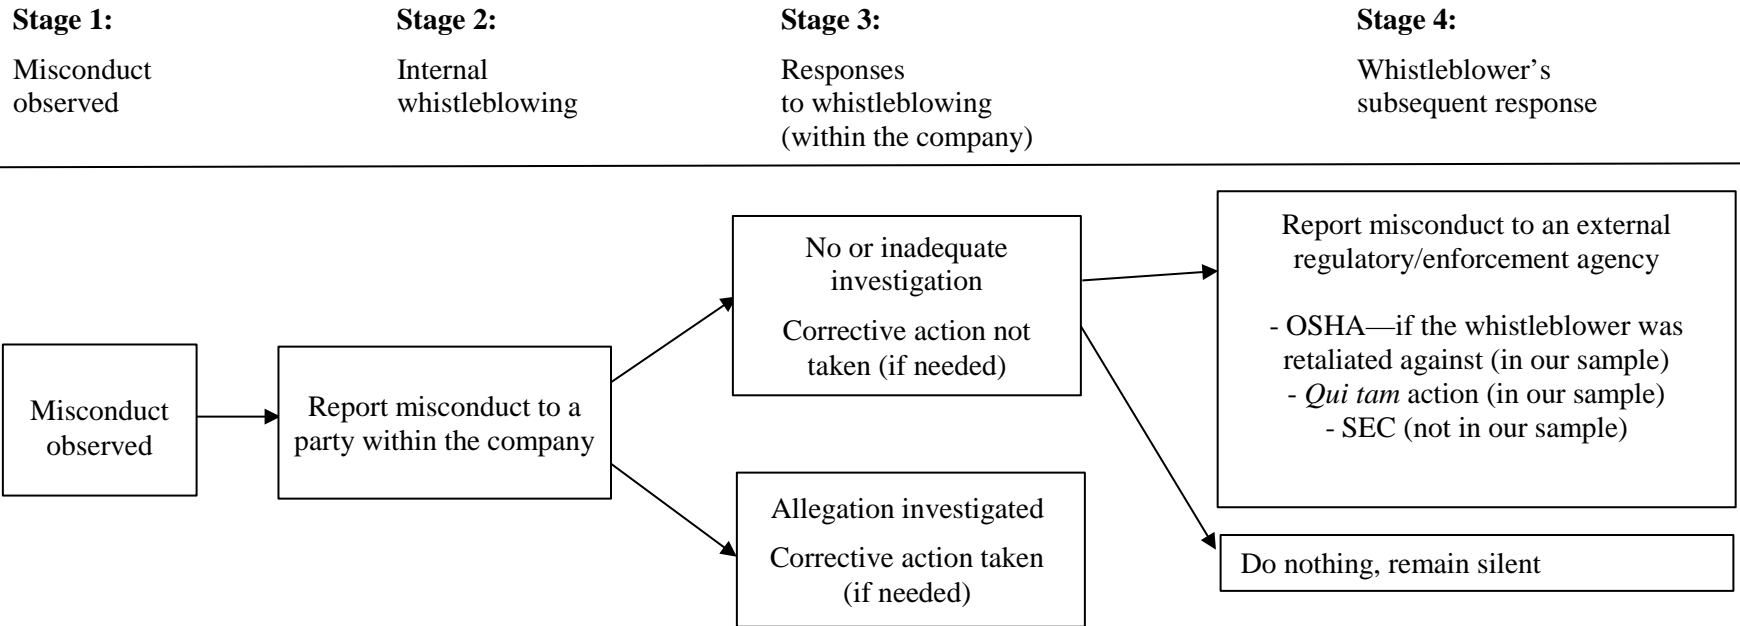 Stage 1:
Misconduct
observed
Stage 2:
Internal
whistleblowing
Stage 3:
Responses
to whistleblowing
(within the company)
Stage 4:
Whistleblower’s
subsequent response
Misconduct
observed
Report misconduct to a
party within the company
No or inadequate
investigation
Corrective action not
taken (if needed)
Allegation investigated
Corrective action taken
(if needed)
Report misconduct to an external
regulatory/enforcement agency
- OSHA—if the whistleblower was
retaliated against (in our sample)
- Qui tam action (in our sample)
- SEC (not in our sample)
Do nothing, remain silent